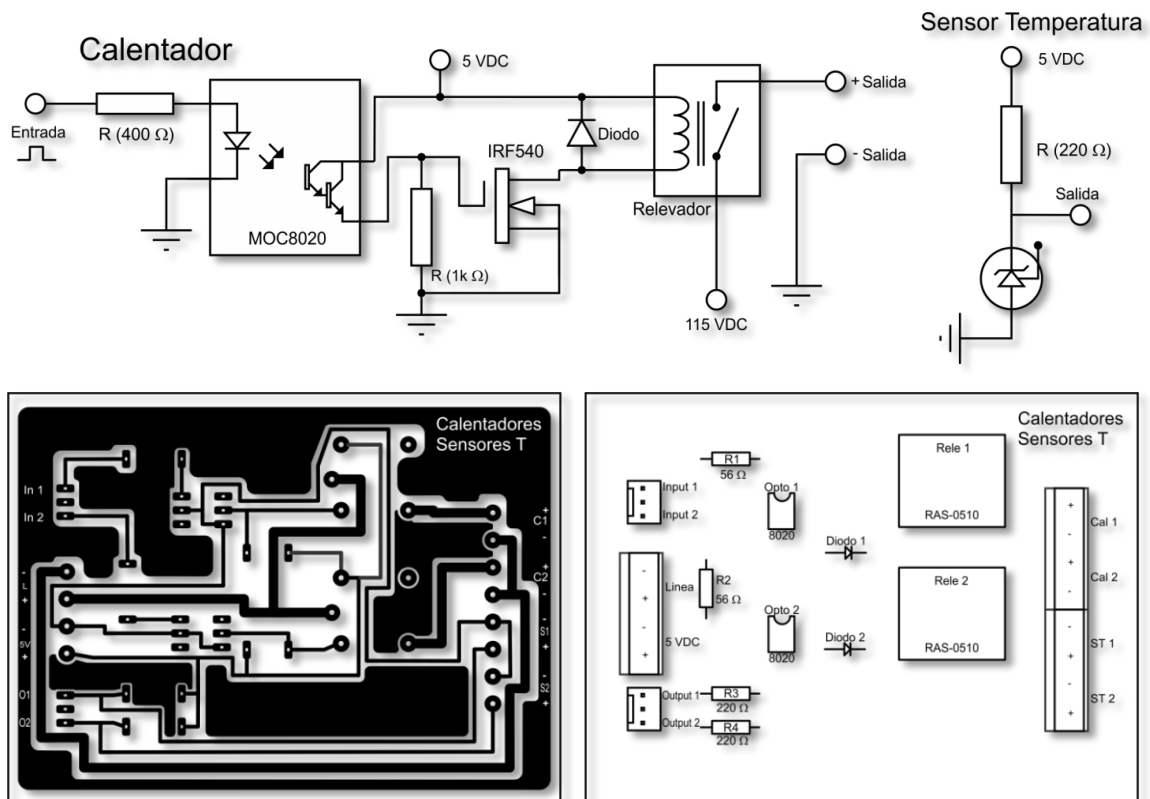 Calentador
Sensor Temperatura
5 VDC
5 VDC
+ Salida
Entrada
R (400 Ω)
IRF540
Diodo
R (220 Ω)
- Salida
Salida
MOC8020
Relevador
R (1k Ω)
115 VDC
Calentadores
Sensores T
In 1
In 2
+
C1
-
+
C2
-
-
L
+
-
5V
+
-
S1
+
-
S2
+
O1
O2
Calentadores
Sensores T
R1
56 Ω
Rele 1
RAS-0510
Input 1
Input 2
Opto 1
8020
Diodo 1
+
-
Cal 1
+
-
Cal 2
-
+
Linea
-
+
5 VDC
R2
56 Ω
Opto 2
8020
Diodo 2
Rele 2
RAS-0510
-
+
ST 1
-
+
ST 2
Output 1
Output 2
R3
220 Ω
R4
220 Ω